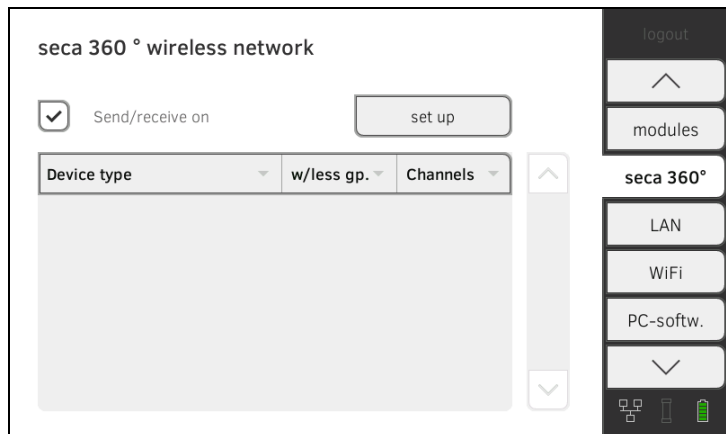 seca 360 ° wireless network
Send/receive on
set up
Device type
w/less gp.
Channels
logout
modules
seca 360°
LAN
WiFi
PC-softw.